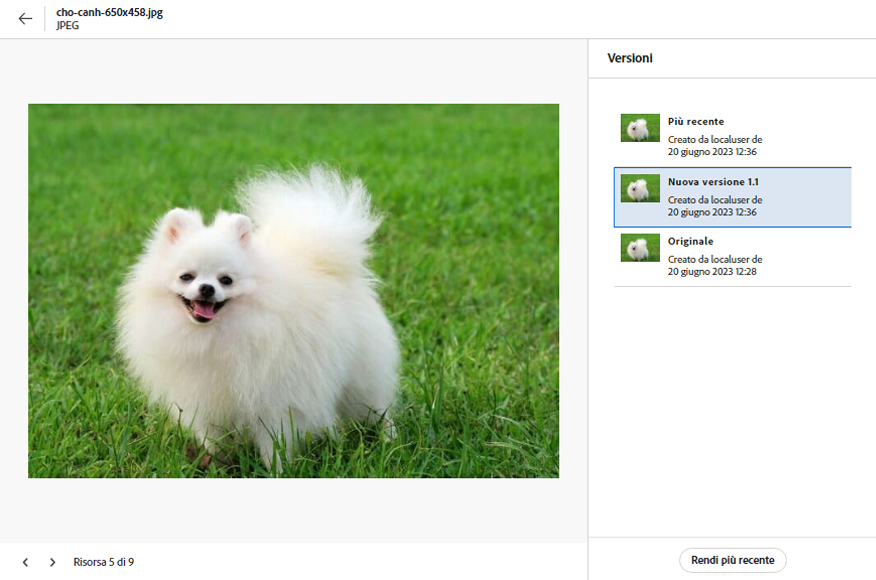 cho-canh-650x458.jpg
JPEG
Versioni
Più recente
Creato da localuser de
20 giugno 2023 12:36
Nuova versione 1.1
Creato da localuser de
20 giugno 2023 12:36
Originale
Creato da localuser de
20 giugno 2023 12:28
Risorsa 5 di 9
Rendi più recente